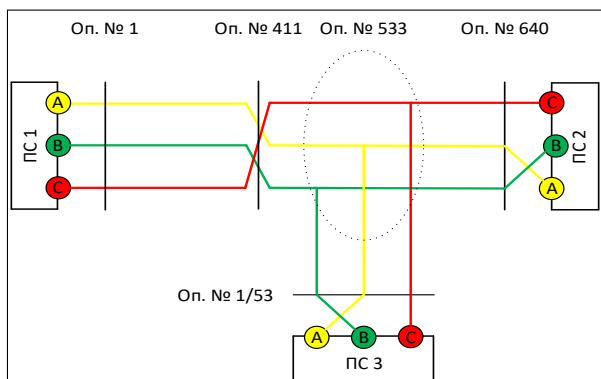 Оп. № 1 Оп. № 411 Оп. № 533 Оп. № 640
ПС 1
A
B
C
C
B
A
ПС 2
Оп. № 1/53
A B C
ПС 3